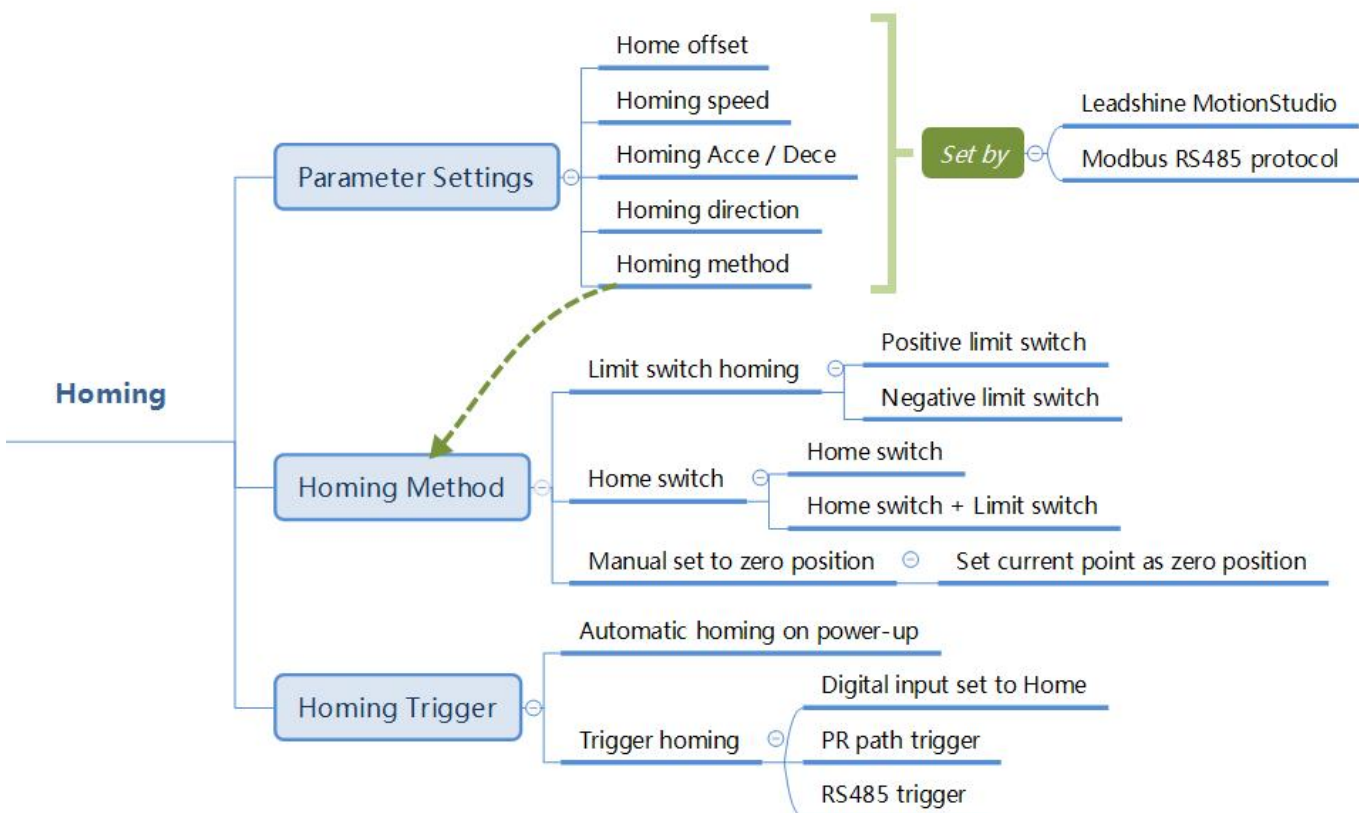 Homing
Parameter Settings
Home offset
Homing speed
Homing Acce / Dece
Homing direction
Homing method
Set by
Leadshine MotionStudio
Modbus RS485 protocol
Homing Method
Limit switch homing
Positive limit switch
Negative limit switch
Home switch
Home switch
Home switch + Limit switch
Manual set to zero position
Set current point as zero position
Homing Trigger
Automatic homing on power-up
Trigger homing
Digital input set to Home
PR path trigger
RS485 trigger